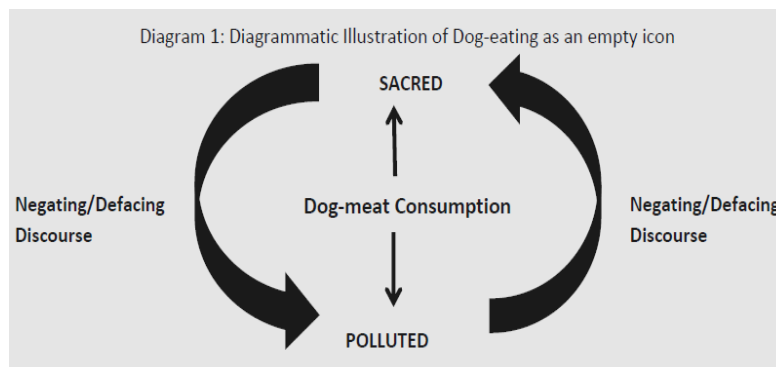 Diagram 1: Diagrammatic Illustration of Dog-eating as an empty icon
SACRED
Negating/Defacing
Discourse
Dog-meat Consumption
Negating/Defacing
Discourse
POLLUTED